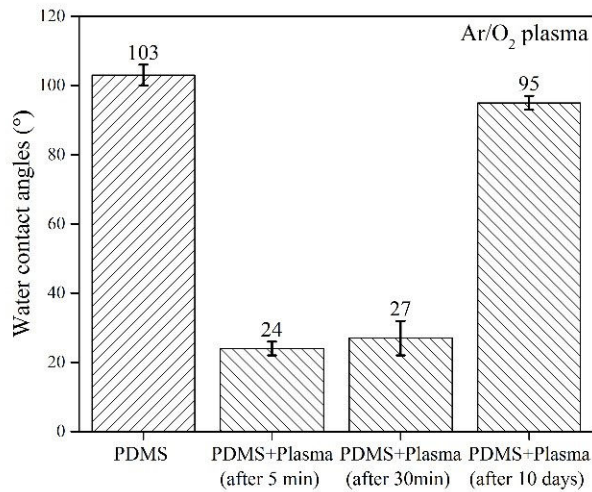 Ar/O₂ plasma
Water contact angles (°)
120
100
80
60
40
20
0
103
24
27
95
PDMS
PDMS+Plasma
(after 5 min)
PDMS+Plasma
(after 30min)
PDMS+Plasma
(after 10 days)